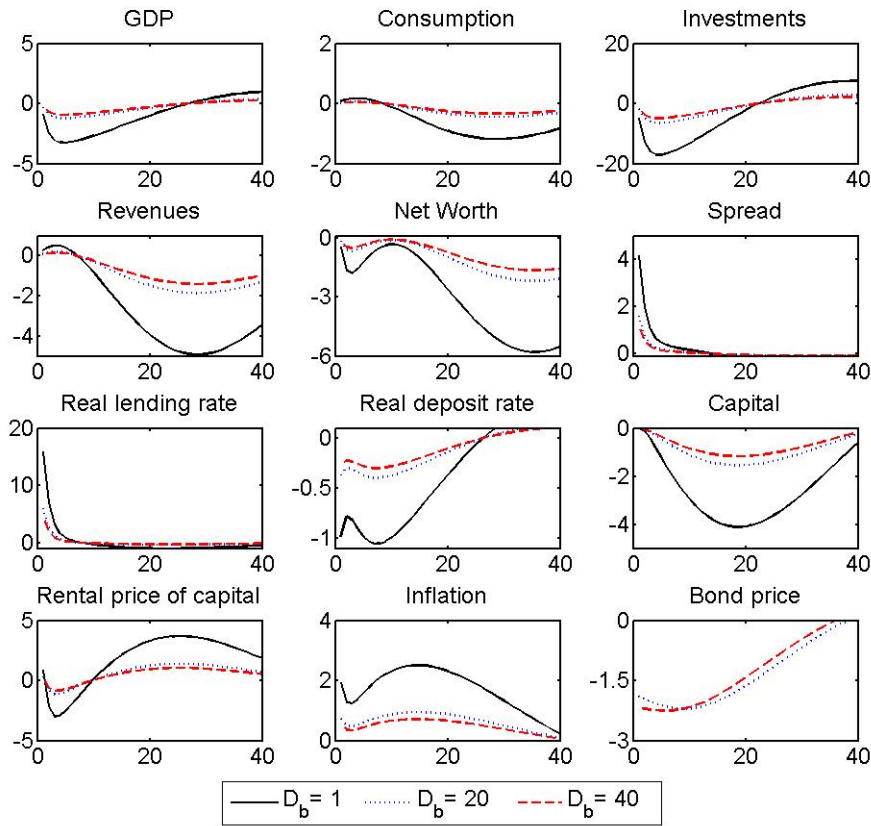 GDP Consumption Investments
5 2 20
0 0 0
-5 2 -20
0 20 40 0 20 40 0 20 40
Revenues Net Worth Spread
0 0 4
-2 -3 2
-4 -6 0
0 20 40 0 20 40 0 20 40
Real lending rate Real deposit rate Capital
20 0 0
10 -0.5 -2
0 -1 -4
0 20 40 0 20 40 0 20 40
Rental price of capital Inflation Bond price
5 4 0
0 2 -1.5
-5 0 -3
0 20 40 0 20 40 0 20 40
D_b= 1 D_b= 20 D_b= 40